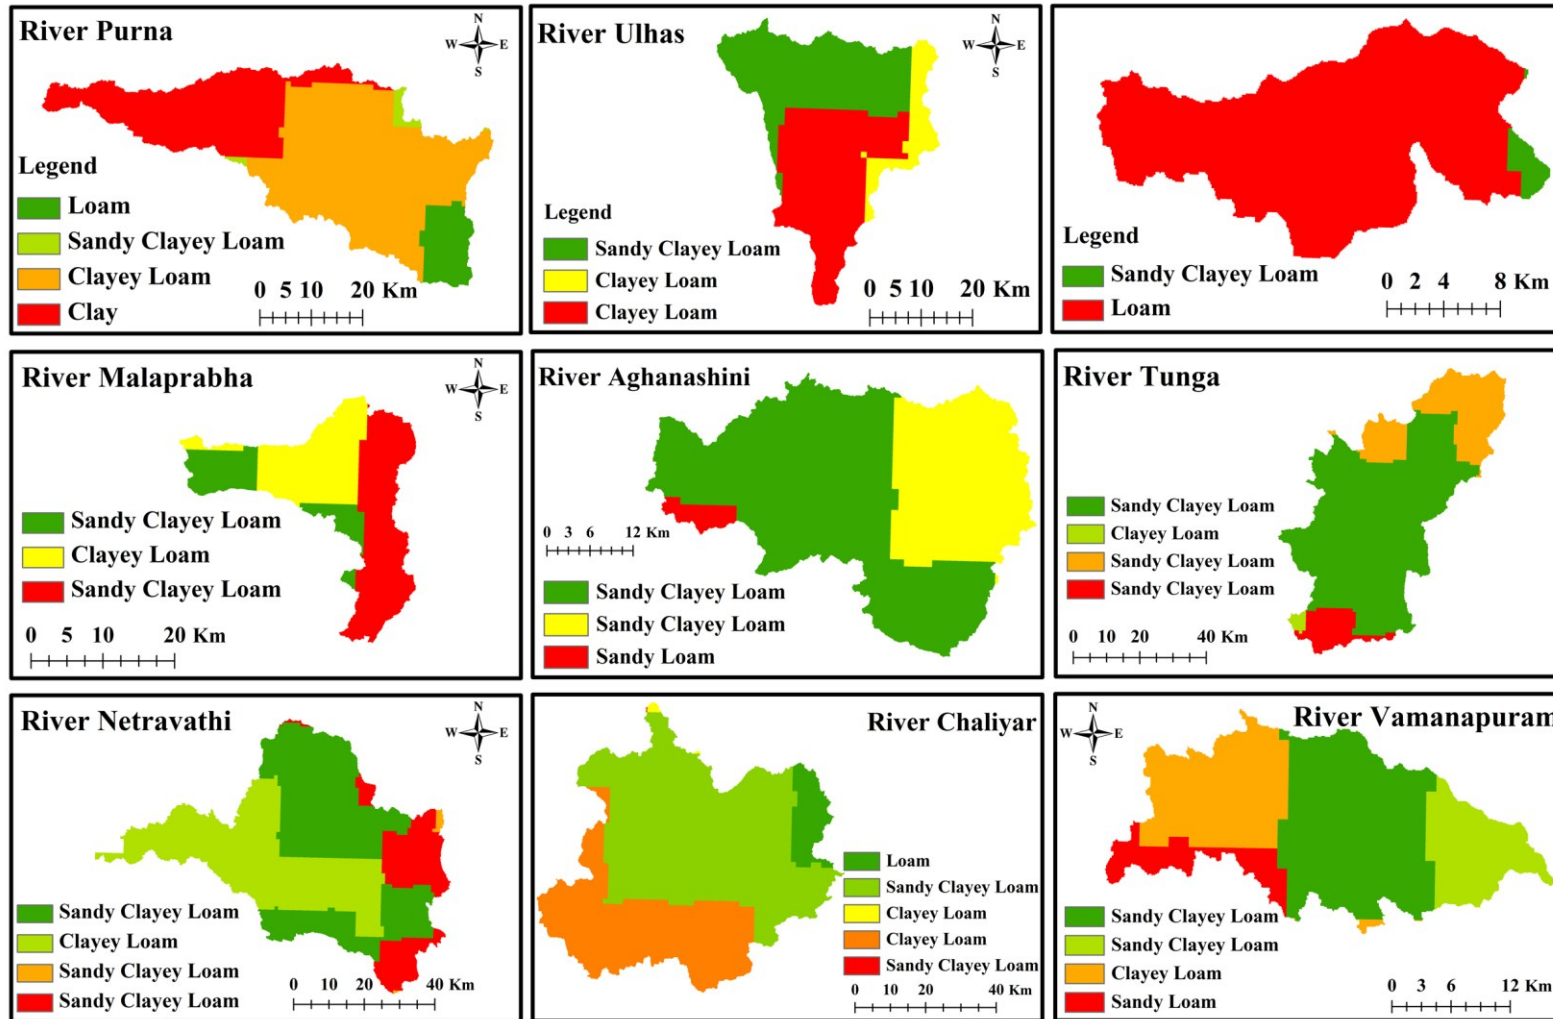 River Purna
N
W E
S
Legend
Loam
Sandy Clayey Loam
Clayey Loam
Clay
0 5 10 20 Km
River Ulhas
N
W E
S
Legend
Sandy Clayey Loam
Clayey Loam
Clayey Loam
0 5 10 20 Km
Legend
Sandy Clayey Loam
Loam
0 2 4 8 Km
River Malaprabha
N
W E
S
Sandy Clayey Loam
Clayey Loam
Sandy Clayey Loam
0 5 10 20 Km
River Aghanashini
0 3 6 12 Km
Sandy Clayey Loam
Sandy Clayey Loam
Sandy Loam
River Tunga
Sandy Clayey Loam
Clayey Loam
Sandy Clayey Loam
Sandy Clayey Loam
0 10 20 40 Km
River Netravathi
N
W E
S
Sandy Clayey Loam
Clayey Loam
Sandy Clayey Loam
Sandy Clayey Loam
0 10 20 40 Km
River Chaliyar
Loam
Sandy Clayey Loam
Clayey Loam
Clayey Loam
Sandy Clayey Loam
0 10 20 40 Km
N
W E
S
River Vamanapuram
Sandy Clayey Loam
Sandy Clayey Loam
Clayey Loam
Sandy Loam
0 3 6 12 Km